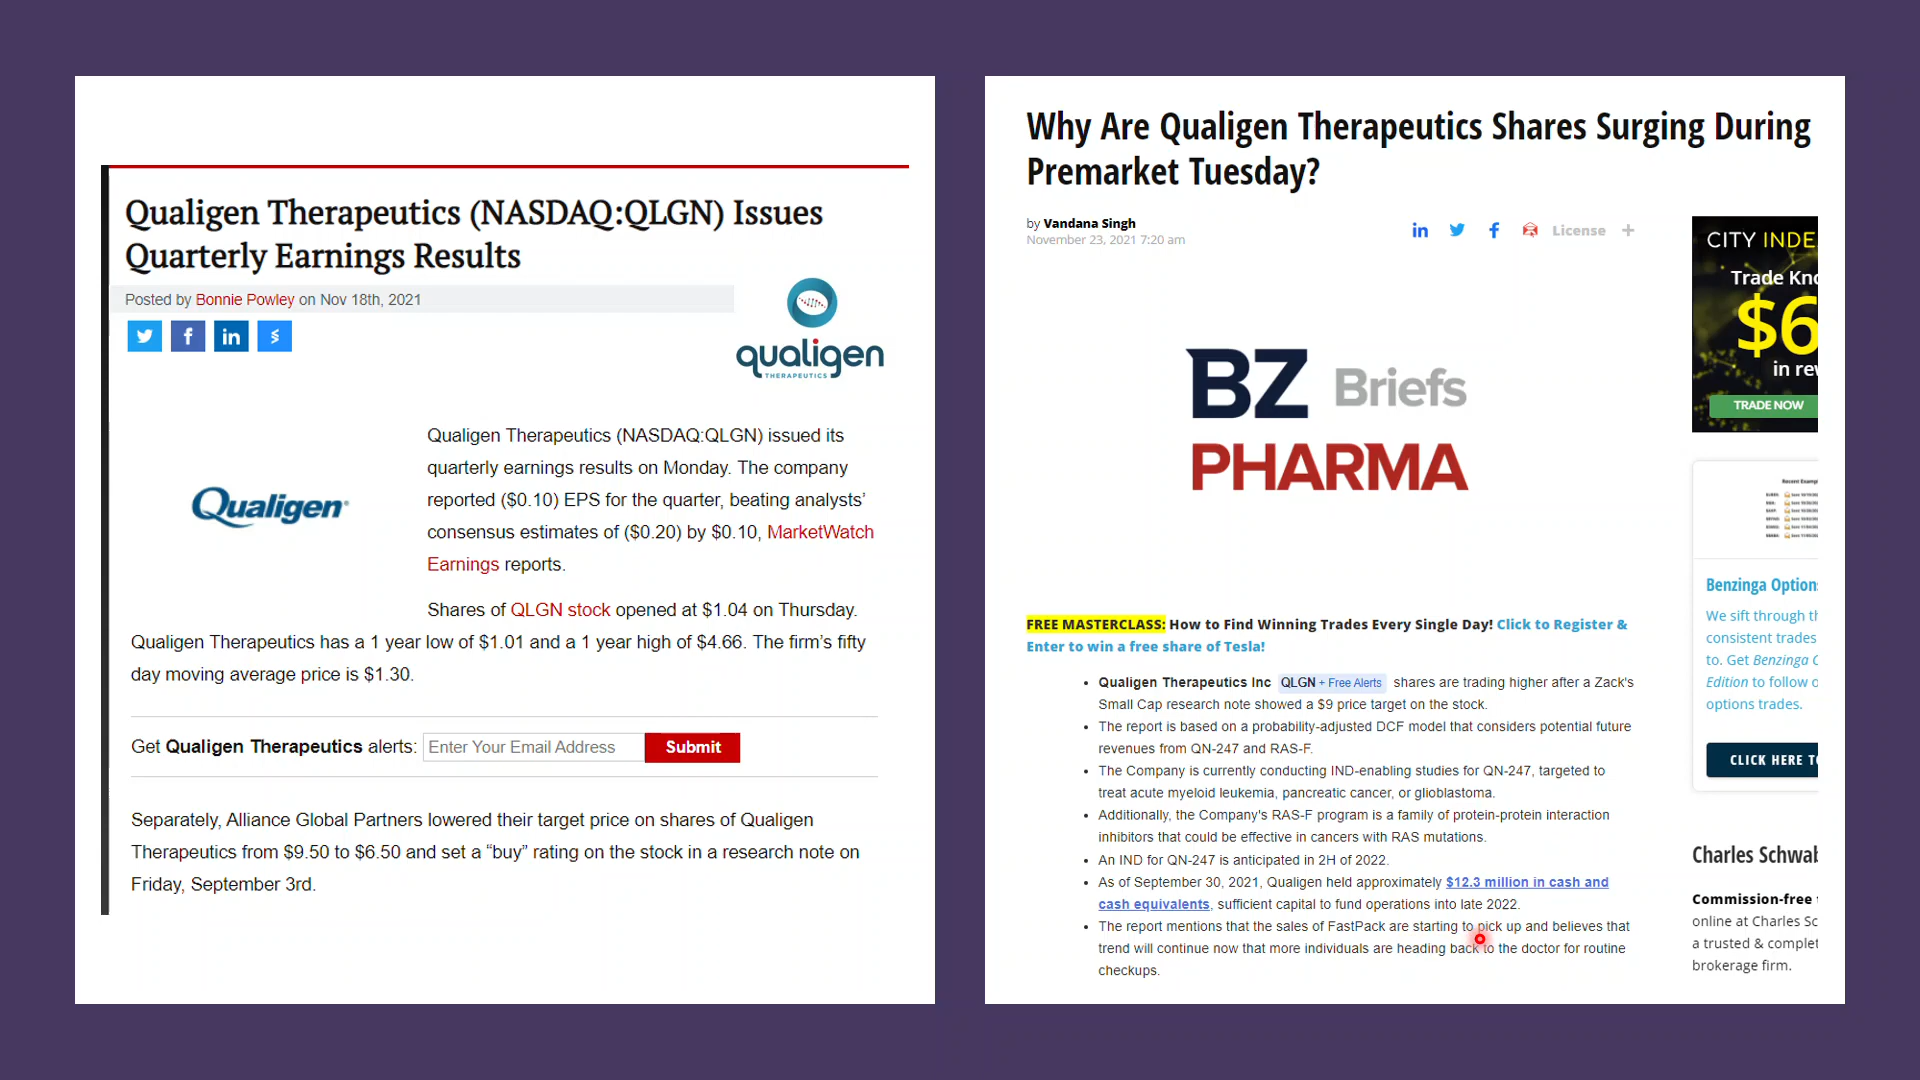 Qualigen Therapeutics (NASDAQ:QLGN) Issues
Quarterly Earnings Results
Posted by Bonnie Powley on Nov 18th, 2021
qualigen
THERAPEUTICS
Qualigen
Qualigen Therapeutics (NASDAQ:QLGN) issued its
quarterly earnings results on Monday. The company
reported ($0.10) EPS for the quarter, beating analysts’
consensus estimates of ($0.20) by $0.10, MarketWatch
Earnings reports.
Shares of QLGN stock opened at $1.04 on Thursday.
Qualigen Therapeutics has a 1 year low of $1.01 and a 1 year high of $4.66. The firm’s fifty
day moving average price is $1.30.
Get Qualigen Therapeutics alerts: Enter Your Email Address Submit
Separately, Alliance Global Partners lowered their target price on shares of Qualigen
Therapeutics from $9.50 to $6.50 and set a “buy” rating on the stock in a research note on
Friday, September 3rd.
Why Are Qualigen Therapeutics Shares Surging During
Premarket Tuesday?
by Vandana Singh
November 23, 2021 7:20 am
License +
BZ Briefs
PHARMA
FREE MASTERCLASS: How to Find Winning Trades Every Single Day! Click to Register &
Enter to win a free share of Tesla!
• Qualigen Therapeutics Inc QLGN + Free Alerts shares are trading higher after a Zack's
Small Cap research note showed a $9 price target on the stock.
• The report is based on a probability-adjusted DCF model that considers potential future
revenues from QN-247 and RAS-F.
• The Company is currently conducting IND-enabling studies for QN-247, targeted to
treat acute myeloid leukemia, pancreatic cancer, or glioblastoma.
• Additionally, the Company's RAS-F program is a family of protein-protein interaction
inhibitors that could be effective in cancers with RAS mutations.
• An IND for QN-247 is anticipated in 2H of 2022.
• As of September 30, 2021, Qualigen held approximately $12.3 million in cash and
cash equivalents, sufficient capital to fund operations into late 2022.
• The report mentions that the sales of FastPack are starting to pick up and believes that
trend will continue now that more individuals are heading back to the doctor for routine
checkups.
CITY INDE
Trade Kno
$6
in rev
TRADE NOW
Benzinga Option
We sift through th
consistent trades
to. Get Benzinga O
Edition to follow o
options trades.
CLICK HERE TO
Charles Schwab
Commission-free
online at Charles Sc
a trusted & complet
brokerage firm.